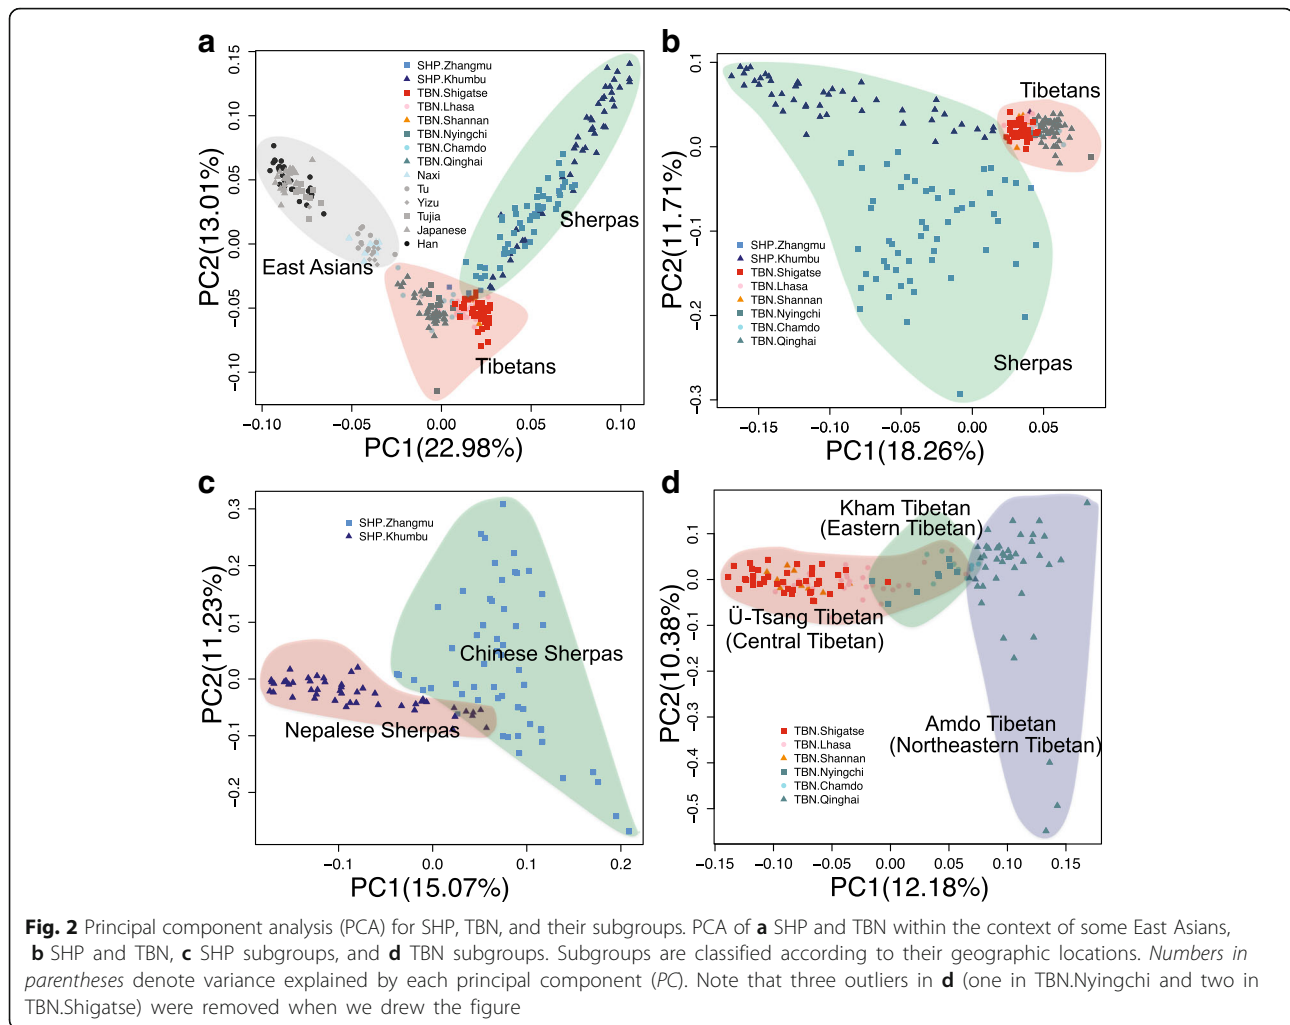 a
PC2(13.01%)
0.15
0.10
0.05
0.00
−0.05
−0.10
SHP.Zhangmu
SHP.Khumbu
TBN.Shigatse
TBN.Lhasa
TBN.Shannan
TBN.Nyingchi
TBN.Chamdo
TBN.Qinghai
Naxi
Tu
Yizu
Tujia
Japanese
Han
Sherpas
East Asians
Tibetans
−0.10 −0.05 0.00 0.05 0.10
PC1(22.98%)
b
PC2(11.71%)
0.1
0.0
−0.1
−0.2
−0.3
Tibetans
SHP.Zhangmu
SHP.Khumbu
TBN.Shigatse
TBN.Lhasa
TBN.Shannan
TBN.Nyingchi
TBN.Chamdo
TBN.Qinghai
Sherpas
−0.15 −0.10 −0.05 0.00 0.05
PC1(18.26%)
c
PC2(11.23%)
0.3
0.2
0.1
0.0
−0.1
−0.2
SHP.Zhangmu
SHP.Khumbu
Chinese Sherpas
Nepalese Sherpas
−0.1 0.0 0.1 0.2
PC1(15.07%)
d
PC2(10.38%)
0.1
0.0
−0.1
−0.2
−0.3
−0.4
−0.5
Kham Tibetan
(Eastern Tibetan)
Ü-Tsang Tibetan
(Central Tibetan)
Amdo Tibetan
(Northeastern Tibetan)
TBN.Shigatse
TBN.Lhasa
TBN.Shannan
TBN.Nyingchi
TBN.Chamdo
TBN.Qinghai
−0.15 −0.10 −0.05 0.00 0.05 0.10 0.15
PC1(12.18%)
Fig. 2 Principal component analysis (PCA) for SHP, TBN, and their subgroups. PCA of a SHP and TBN within the context of some East Asians,
b SHP and TBN, c SHP subgroups, and d TBN subgroups. Subgroups are classified according to their geographic locations. Numbers in
parentheses denote variance explained by each principal component (PC). Note that three outliers in d (one in TBN.Nyingchi and two in
TBN.Shigatse) were removed when we drew the figure